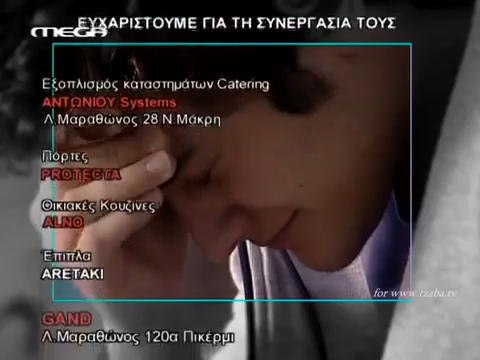 ΕΥΧΑΡΙΣΤΟΥΜΕ ΓΙΑ ΤΗ ΣΥΝΕΡΓΑΣΙΑ ΤΟΥΣ
MEGA
Εξοπλισμός καταστημάτων Catering
ΑΝΤΩΝΙΟΥ Systems
Λ.Μαραθώνος 28 Ν.Μάκρη
Πόρτες
PROTECTA
Οικιακές Κουζίνες
ALNO
Έπιπλα
ARETAKI
for www.tzaba.tv
GAND
Λ.Μαραθώνος 120α Πικέρμι